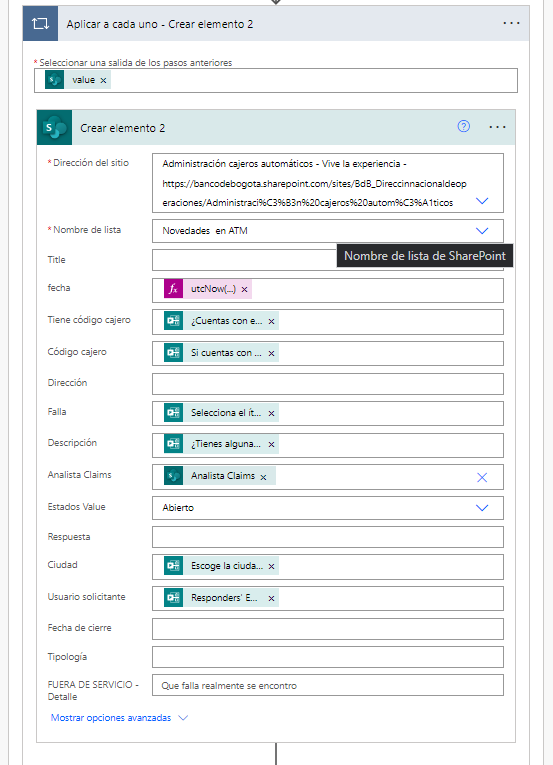 Aplicar a cada uno - Crear elemento 2
* Seleccionar una salida de los pasos anteriores
value
Crear elemento 2
* Dirección del sitio
Administración cajeros automáticos - Vive la experiencia -
https://bancodebogota.sharepoint.com/sites/BdB_Direccinnacionaldeop
eraciones/Administraci%C3%B3n%20cajeros%20autom%C3%A1ticos
* Nombre de lista
Novedades en ATM
Nombre de lista de SharePoint
Title
fecha
fx utcNow(...)
Tiene código cajero
¿Cuentas con e...
Código cajero
Si cuentas con ...
Dirección
Falla
Selecciona el ít...
Descripción
¿Tienes alguna...
Analista Claims
Analista Claims
Estados Value
Abierto
Respuesta
Ciudad
Escoge la ciuda...
Usuario solicitante
Responders' E...
Fecha de cierre
Tipología
FUERA DE SERVICIO -
Detalle
Que falla realmente se encontro
Mostrar opciones avanzadas